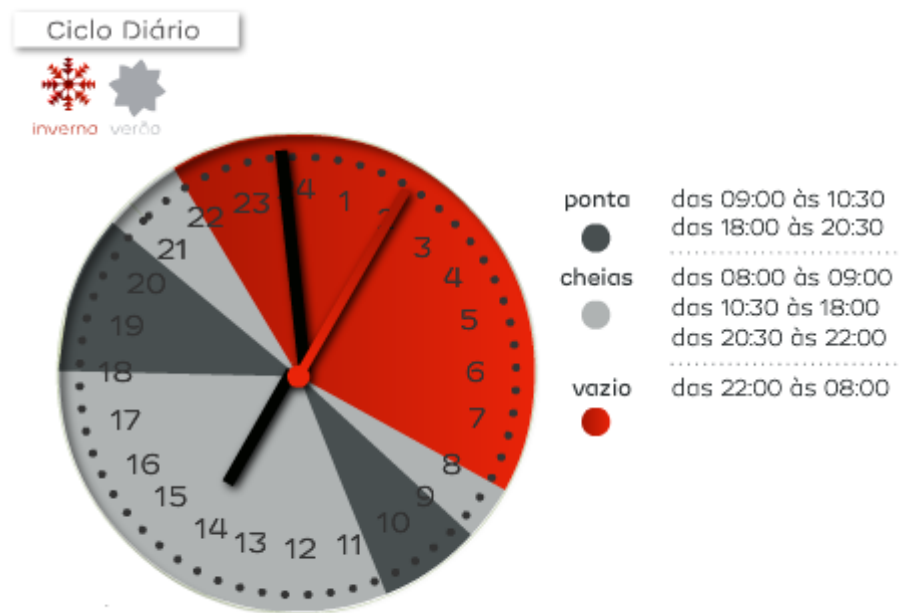 Ciclo Diário
inverno verão
23 1
22 3
21 4
20 5
19 6
18 7
17 8
16 9
15 10
14 13 12 11
ponta das 09:00 às 10:30
das 18:00 às 20:30
cheias das 08:00 às 09:00
das 10:30 às 18:00
das 20:30 às 22:00
vazio das 22:00 às 08:00